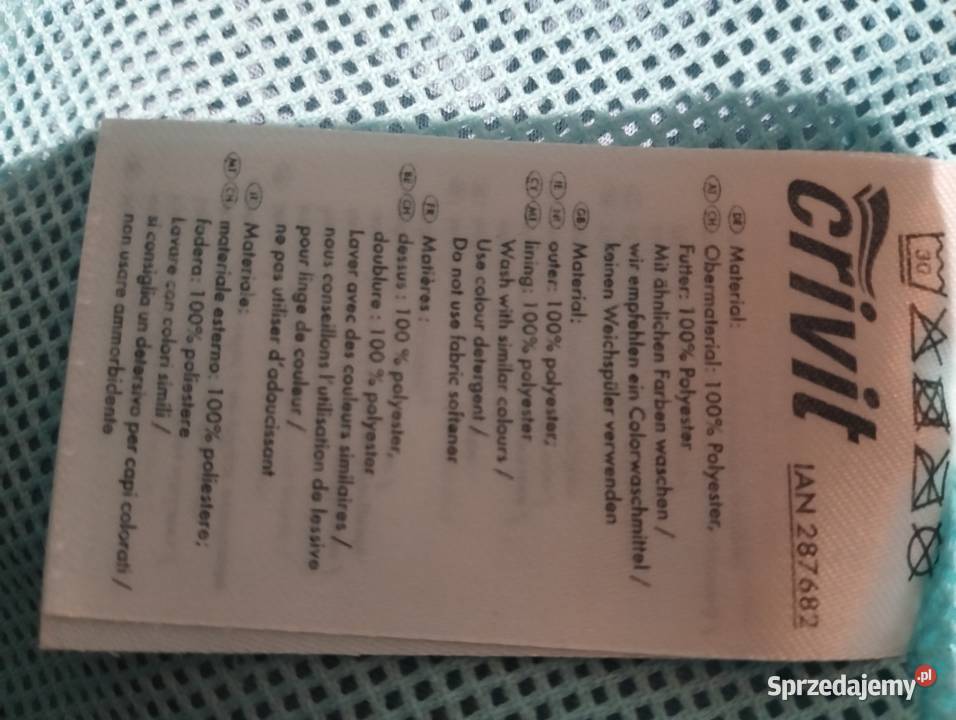 30
crivit
IAN 287682
DE Material:
AT CH Obermaterial: 100% Polyester,
Futter: 100% Polyester
Mit ähnlichen Farben waschen /
wir empfehlen ein Colorwaschmittel /
keinen Weichspüler verwenden
GB Material:
IE outer: 100% polyester,
CY MT lining: 100% polyester
Wash with similar colours /
Use colour detergent /
Do not use fabric softener
FR Matières :
BE CH dessus : 100 % polyester,
doublure : 100 % polyester
Laver avec des couleurs similaires /
nous conseillons l'utilisation de lessive
pour linge de couleur /
ne pas utiliser d'adoucissant
IT Materiale:
MT CH materiale esterno: 100% poliestere;
fodera: 100% poliestere
Lavare con colori simili /
si consiglia un detersivo per capi colorati /
non usare ammorbidente
Sprzedajemy.pl